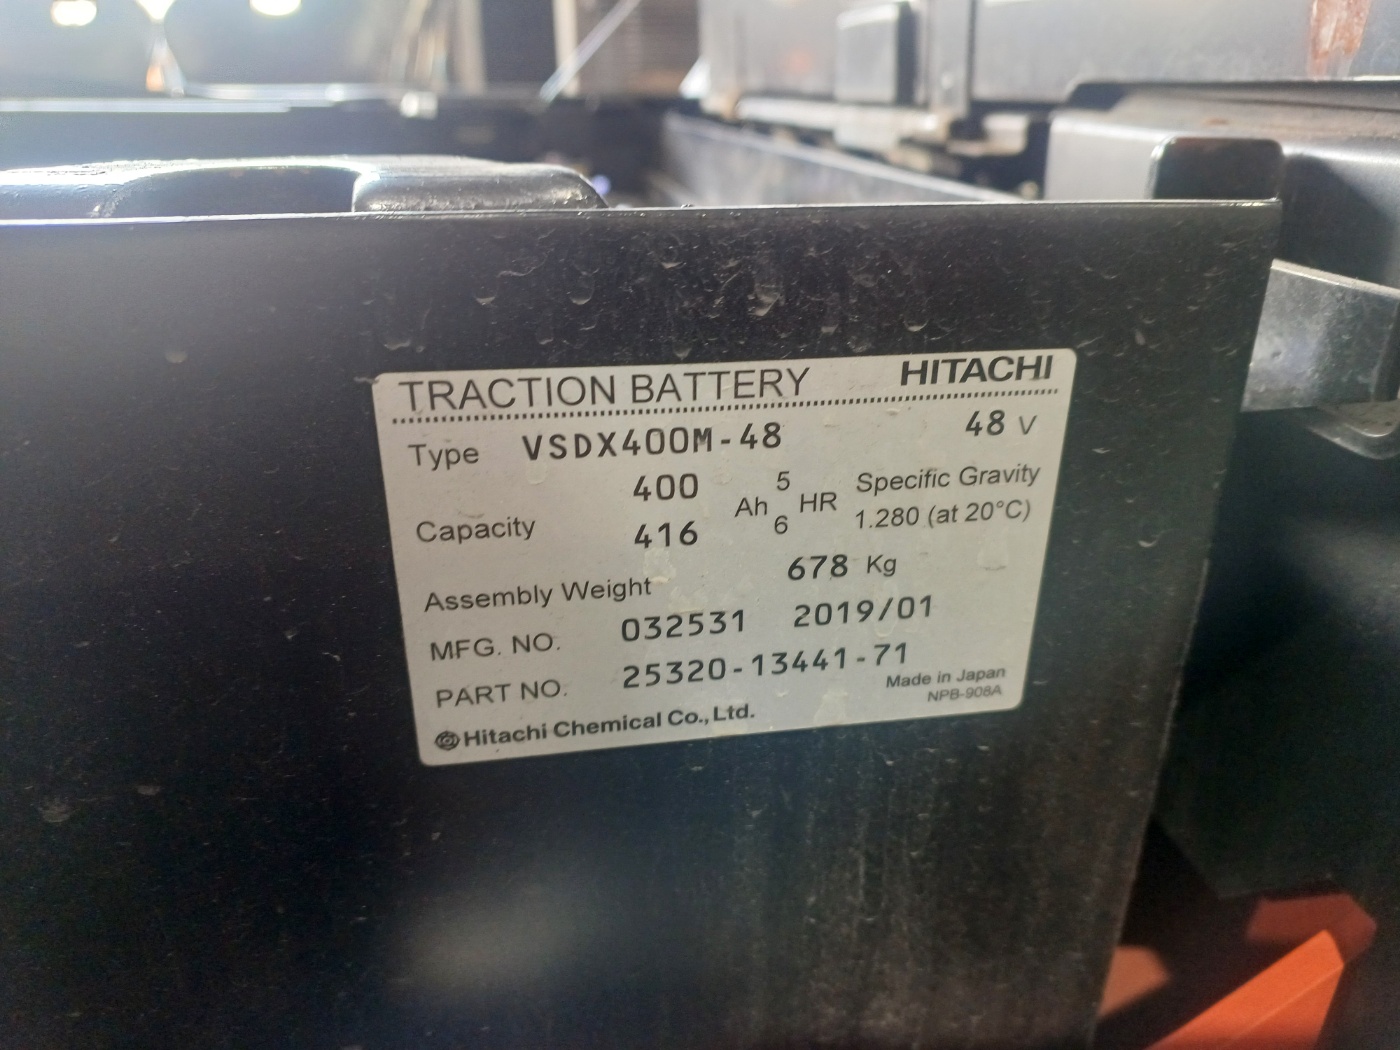 TRACTION BATTERY HITACHI
Type VSDX400M-48 48 V
400 5 Specific Gravity
Capacity Ah HR 1.280 (at 20°C)
416 6
Assembly Weight 678 Kg
MFG. NO. 032531 2019/01
PART NO. 25320-13441-71
Made in Japan
Hitachi Chemical Co., Ltd. NPB-908A